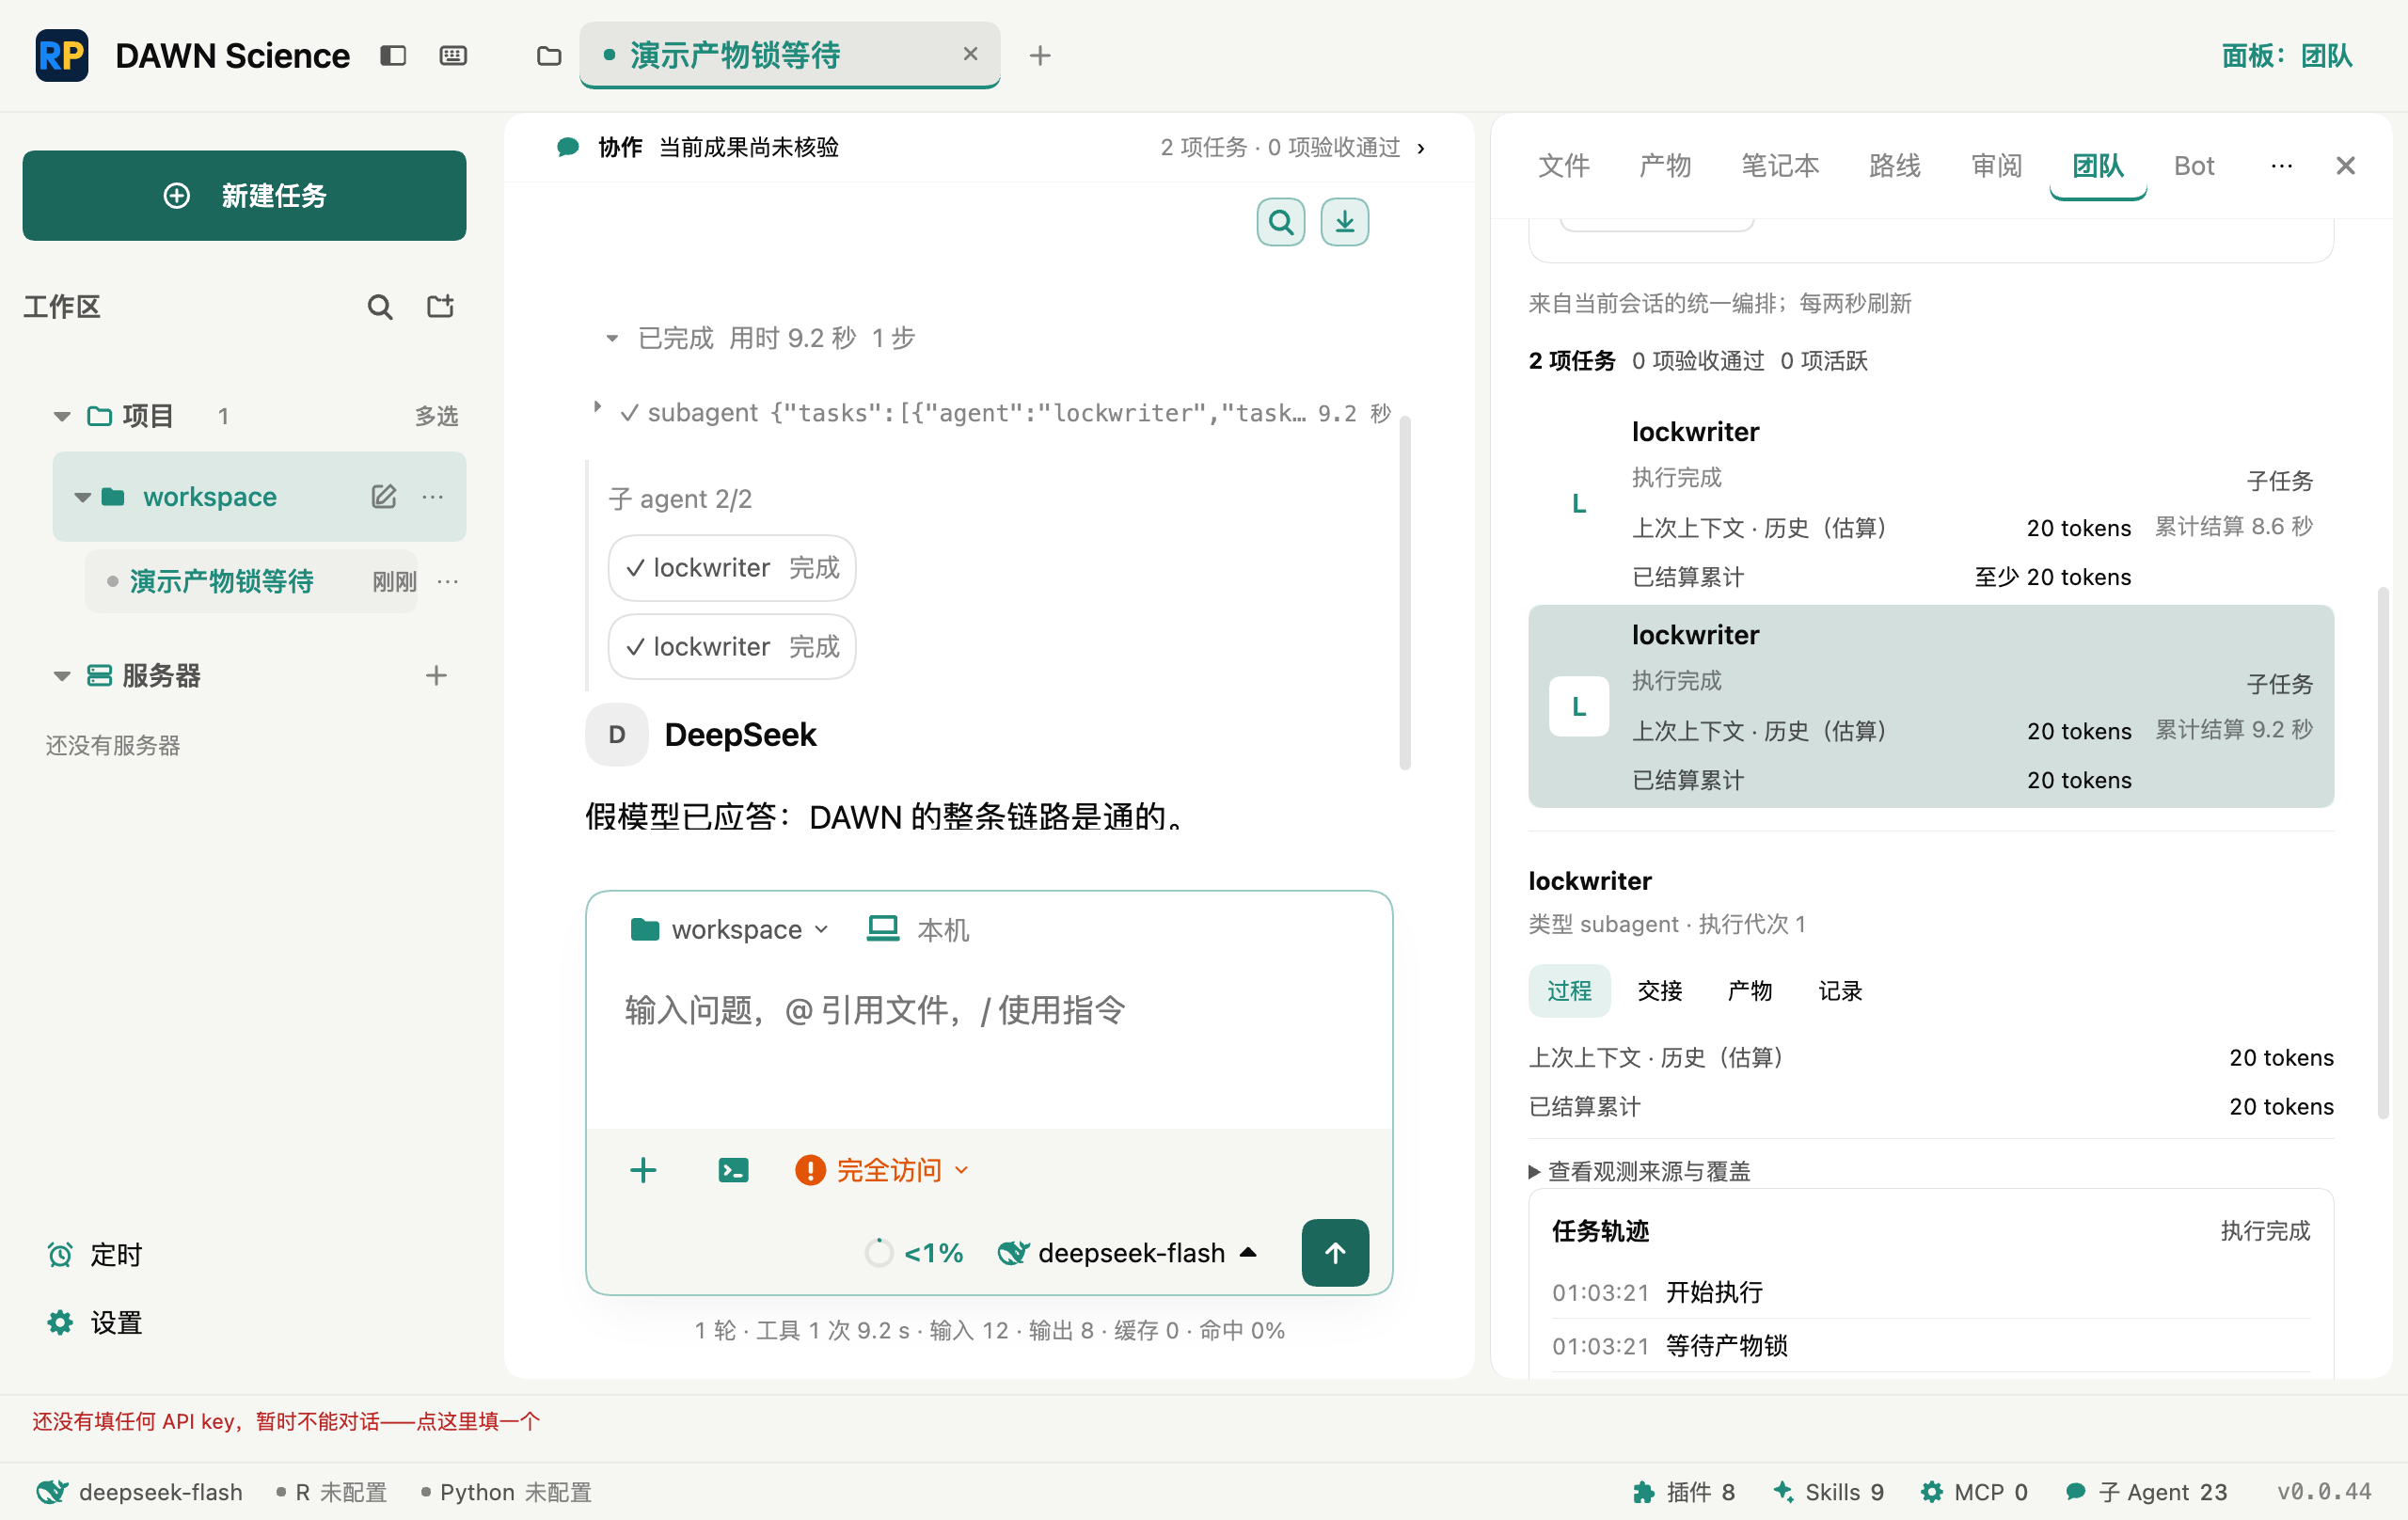 RP DAWN Science
演示产物锁等待
面板：团队
新建任务
工作区
项目 1 多选
workspace
演示产物锁等待 刚刚
服务器
还没有服务器
定时
设置
协作 当前成果尚未核验 2 项任务 · 0 项验收通过
已完成 用时 9.2 秒 1 步
subagent {"tasks":[{"agent":"lockwriter","task… 9.2 秒
子 agent 2/2
lockwriter 完成
lockwriter 完成
D DeepSeek
假模型已应答：DAWN 的整条链路是通的。
workspace 本机
输入问题，@ 引用文件，/ 使用指令
完全访问
<1% deepseek-flash
1 轮 · 工具 1 次 9.2 s · 输入 12 · 输出 8 · 缓存 0 · 命中 0%
文件 产物 笔记本 路线 审阅 团队 Bot
来自当前会话的统一编排；每两秒刷新
2 项任务 0 项验收通过 0 项活跃
lockwriter
执行完成
子任务
L
上次上下文 · 历史（估算） 20 tokens 累计结算 8.6 秒
已结算累计 至少 20 tokens
lockwriter
执行完成
子任务
L
上次上下文 · 历史（估算） 20 tokens 累计结算 9.2 秒
已结算累计 20 tokens
lockwriter
类型 subagent · 执行代次 1
过程 交接 产物 记录
上次上下文 · 历史（估算） 20 tokens
已结算累计 20 tokens
查看观测来源与覆盖
任务轨迹 执行完成
01:03:21 开始执行
01:03:21 等待产物锁
还没有填任何 API key，暂时不能对话——点这里填一个
deepseek-flash R 未配置 Python 未配置
插件 8 Skills 9 MCP 0 子 Agent 23 v0.0.44